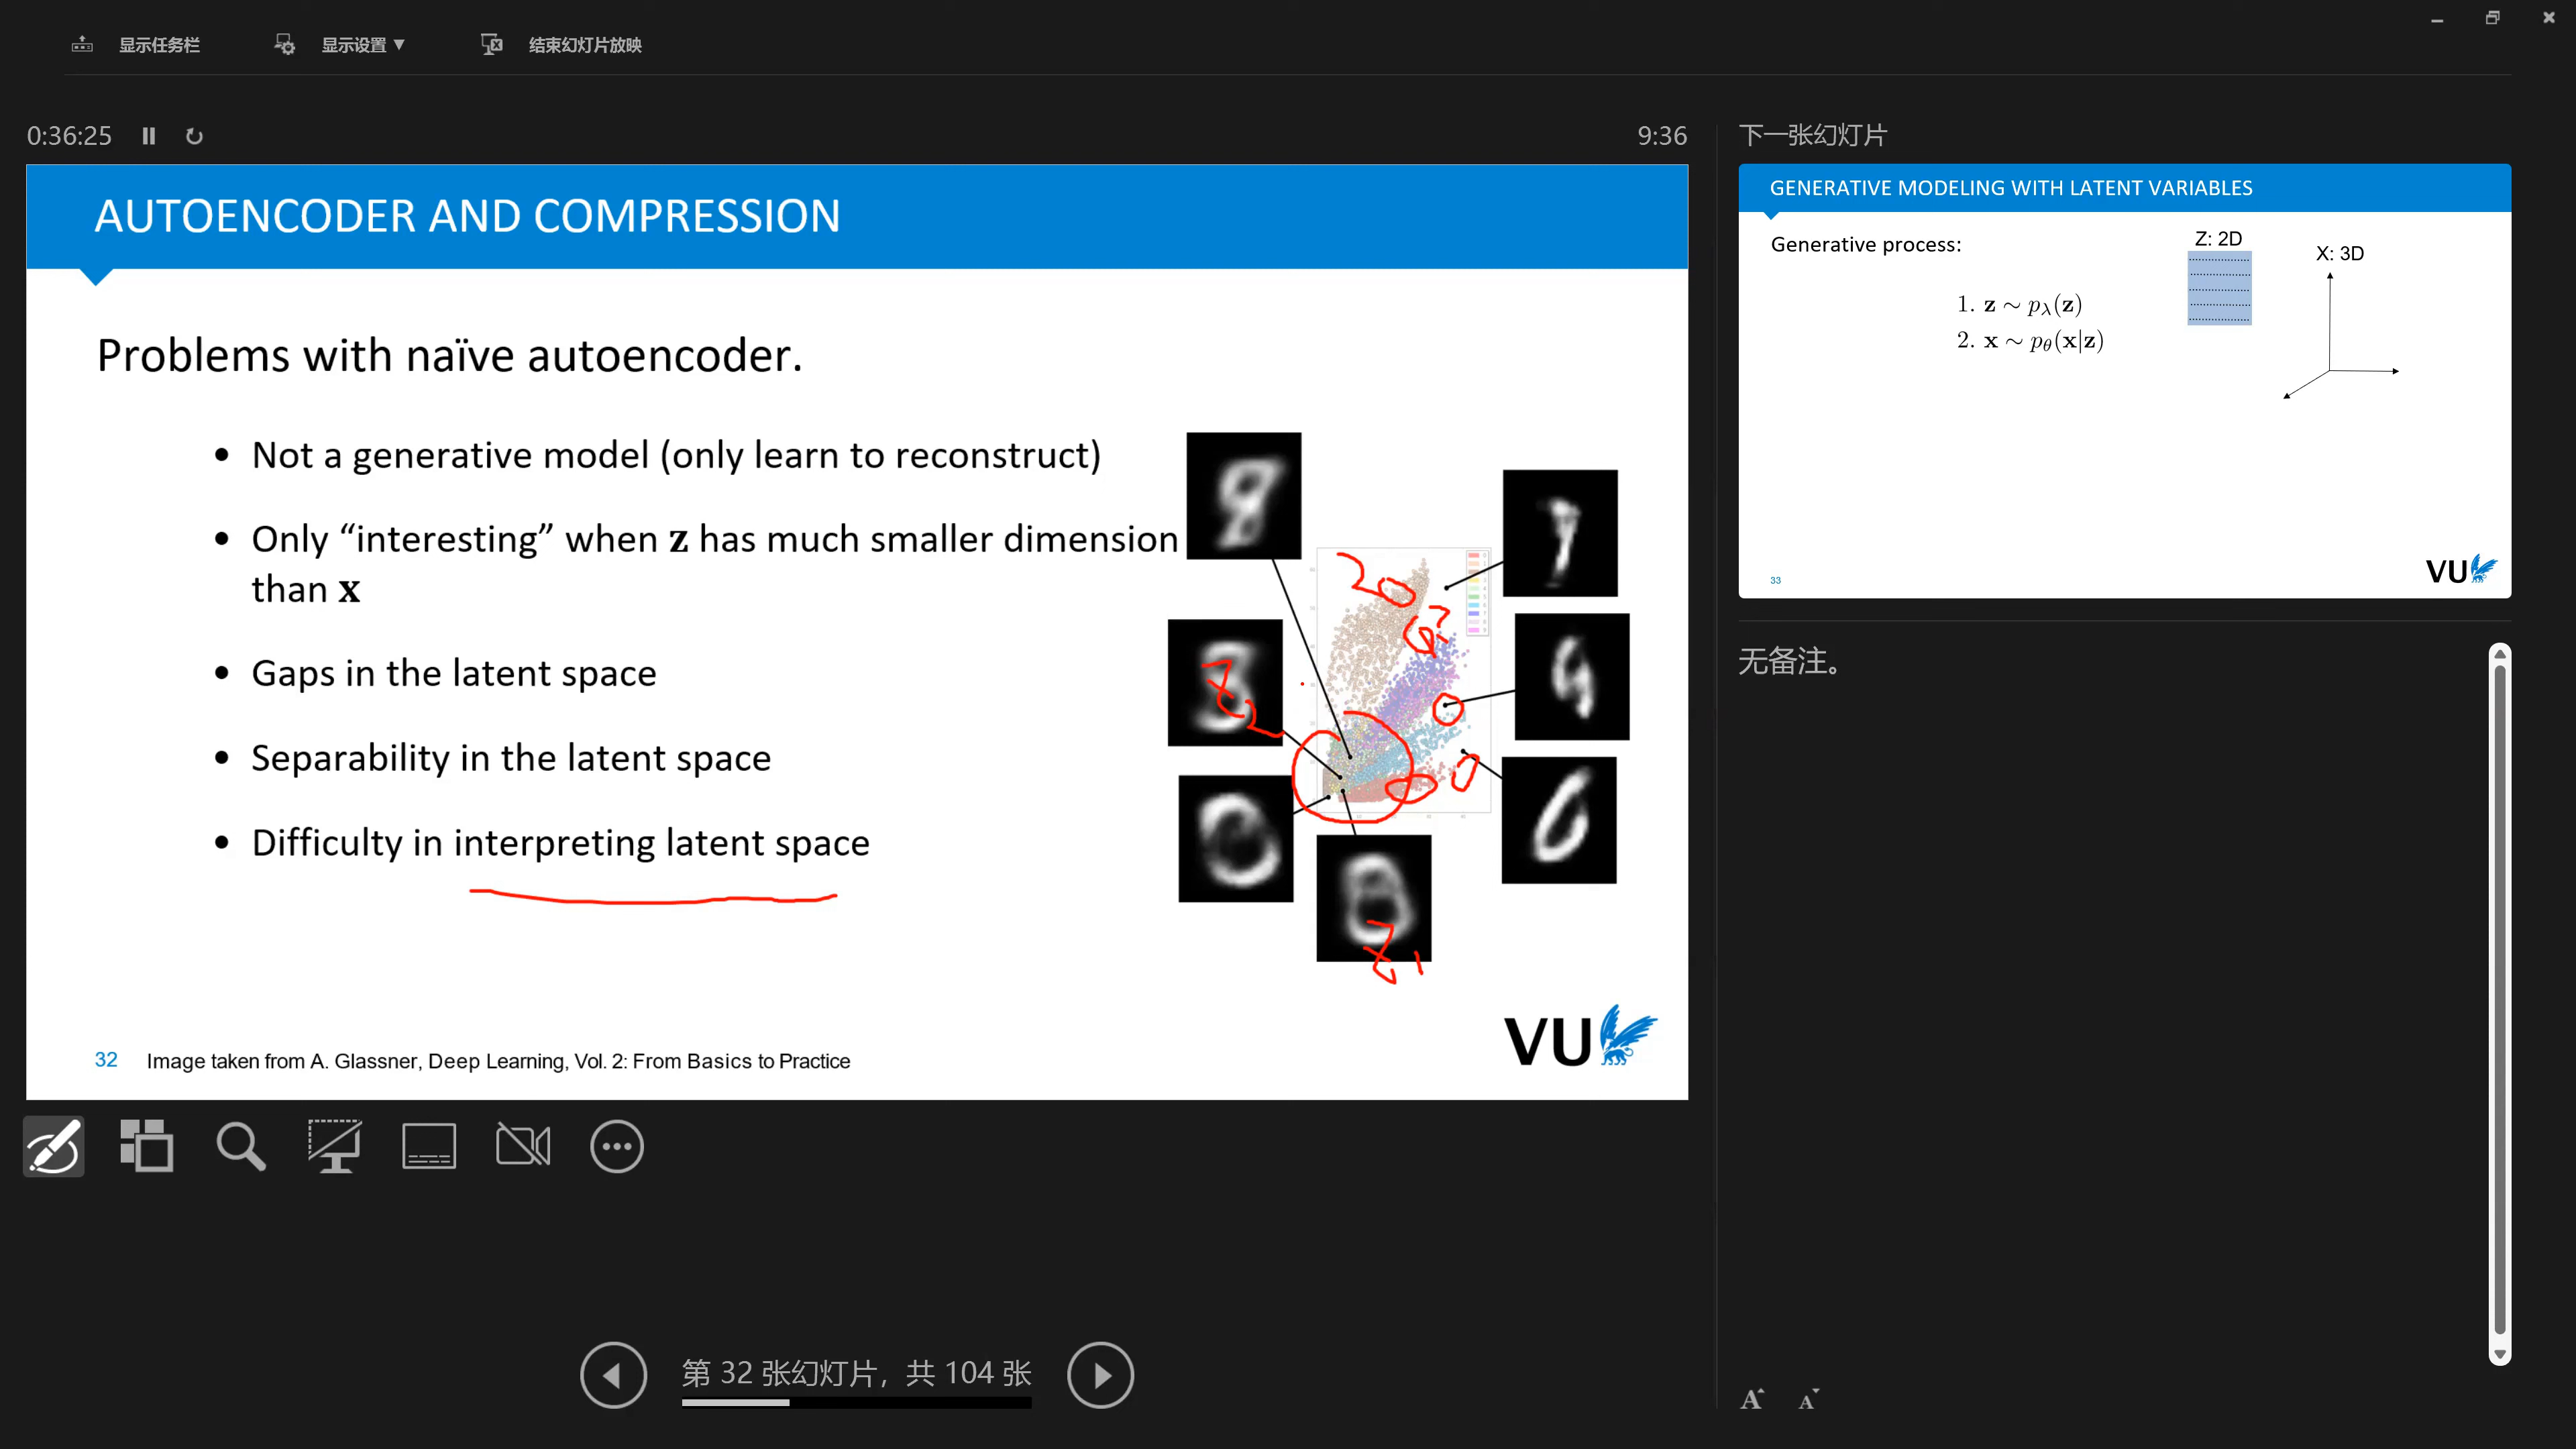 显示任务栏
显示设置 ▼
结束幻灯片放映
0:36:25
9:36
AUTOENCODER AND COMPRESSION
Problems with naïve autoencoder.
• Not a generative model (only learn to reconstruct)
• Only “interesting” when z has much smaller dimension
than x
• Gaps in the latent space
• Separability in the latent space
• Difficulty in interpreting latent space
z1
VU
32
Image taken from A. Glassner, Deep Learning, Vol. 2: From Basics to Practice
第 32 张幻灯片，共 104 张
下一张幻灯片
GENERATIVE MODELING WITH LATENT VARIABLES
Generative process:
Z: 2D
X: 3D
1. z ∼ pλ(z)
2. x ∼ pθ(x|z)
33
VU
无备注。
A
A